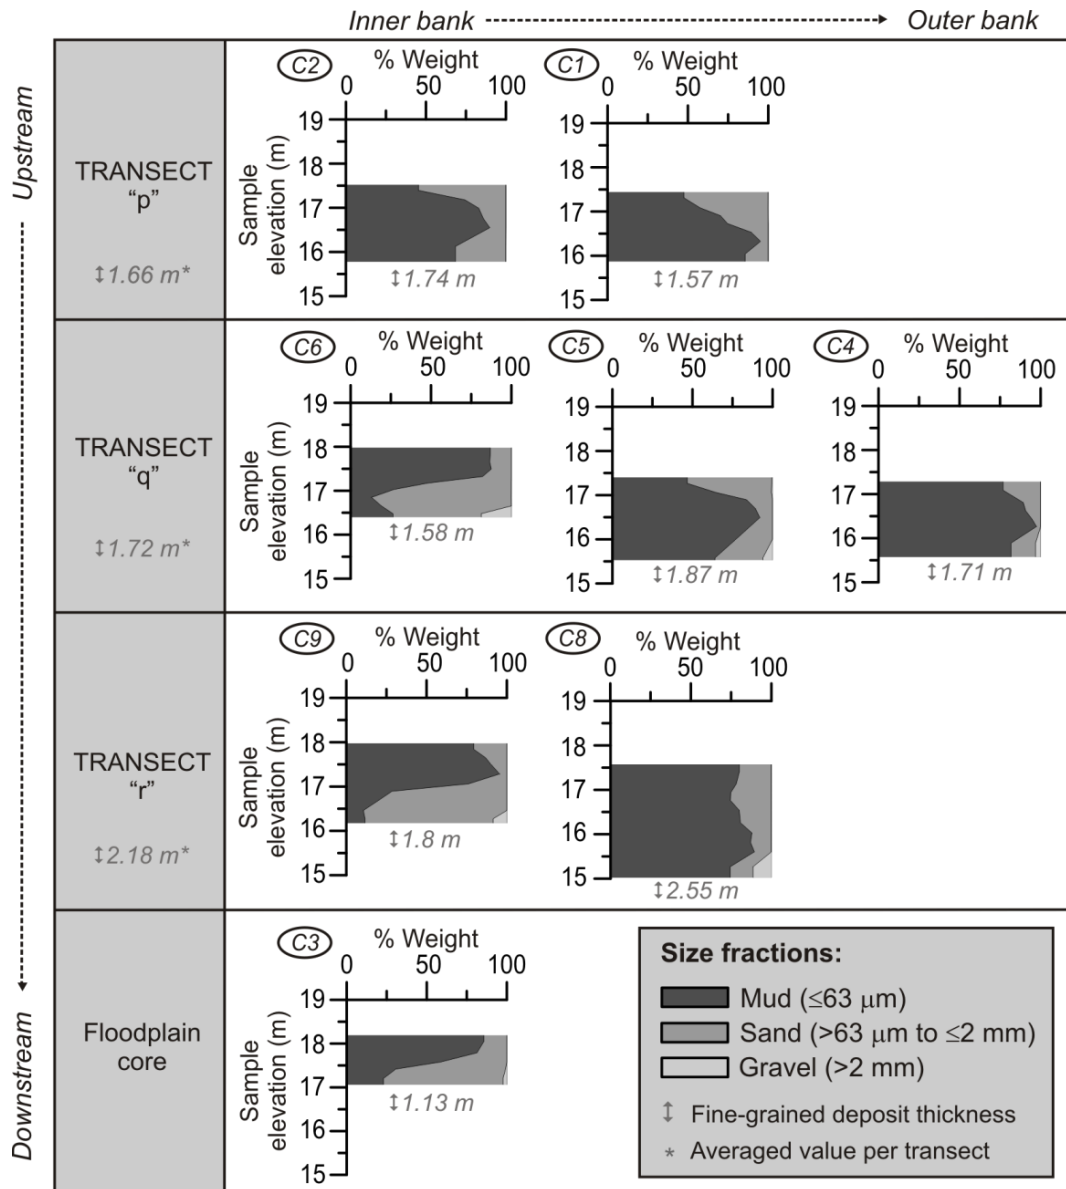 Inner bank
Outer bank
Upstream
Downstream
TRANSECT
“p”
↕1.66 m*
C2
% Weight
0 50 100
Sample
elevation (m)
19
18
17
16
15
↕1.74 m
C1
% Weight
0 50 100
19
18
17
16
15
↕1.57 m
TRANSECT
“q”
↕1.72 m*
C6
% Weight
0 50 100
Sample
elevation (m)
19
18
17
16
15
↕1.58 m
C5
% Weight
0 50 100
19
18
17
16
15
↕1.87 m
C4
% Weight
0 50 100
19
18
17
16
15
↕1.71 m
TRANSECT
“r”
↕2.18 m*
C9
% Weight
0 50 100
Sample
elevation (m)
19
18
17
16
15
↕1.8 m
C8
% Weight
0 50 100
19
18
17
16
15
↕2.55 m
Floodplain
core
C3
% Weight
0 50 100
Sample
elevation (m)
19
18
17
16
15
↕1.13 m
Size fractions:
Mud (≤63 μm)
Sand (>63 μm to ≤2 mm)
Gravel (>2 mm)
↕ Fine-grained deposit thickness
* Averaged value per transect